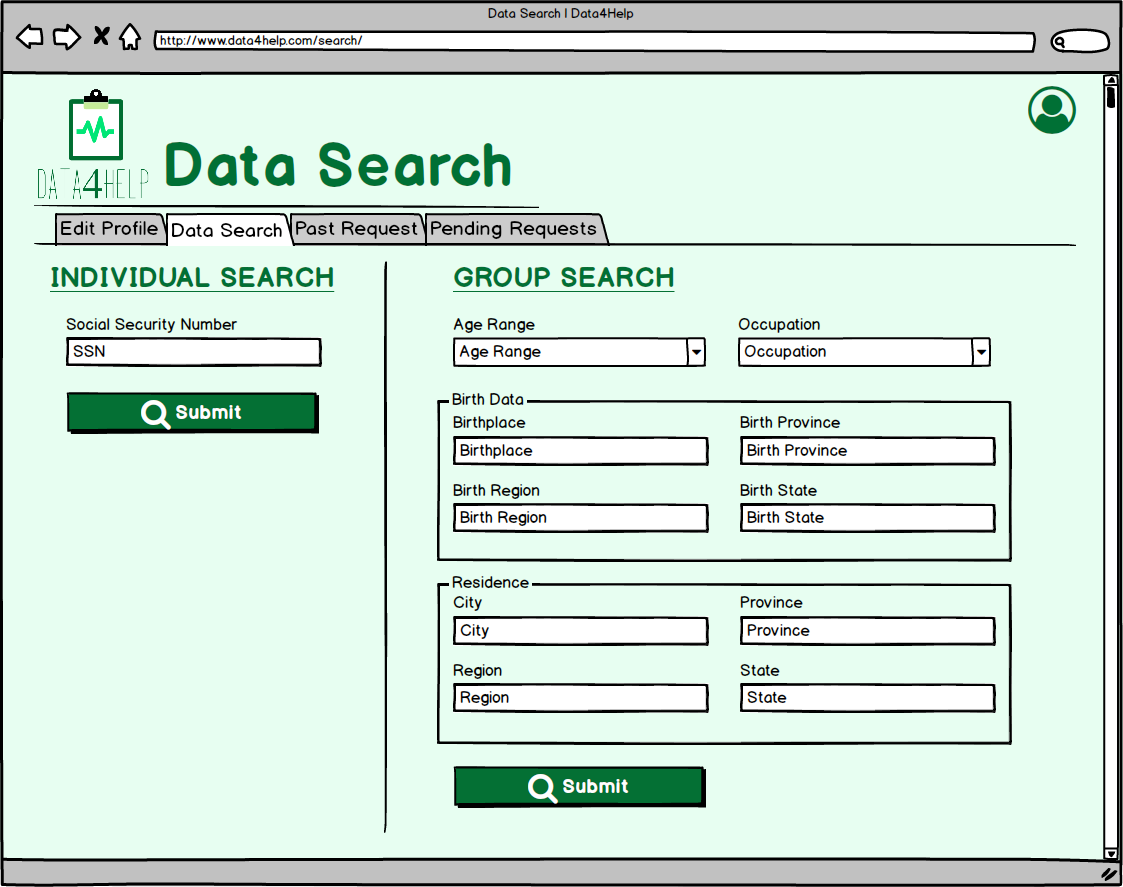 Data Search | Data4Help
http://www.data4help.com/search/
DATA4HELP
Data Search
Edit Profile Data Search Past Request Pending Requests
INDIVIDUAL SEARCH
Social Security Number
SSN
Submit
GROUP SEARCH
Age Range Occupation
Age Range Occupation
Birth Data
Birthplace Birth Province
Birthplace Birth Province
Birth Region Birth State
Birth Region Birth State
Residence
City Province
City Province
Region State
Region State
Submit